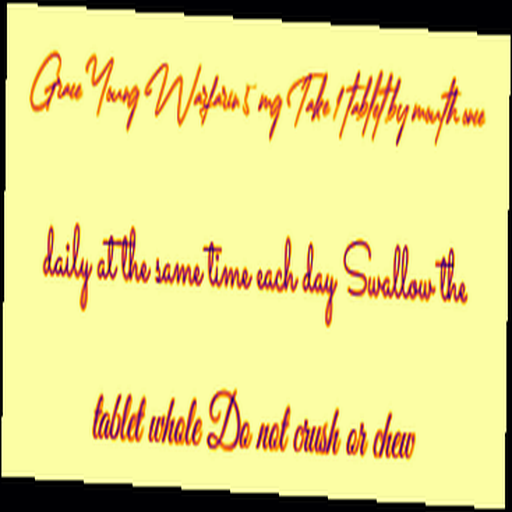 Grace Young Warfarin 5 mg Take 1 tablet by mouth once
daily at the same time each day Swallow the
tablet whole Do not crush or chew